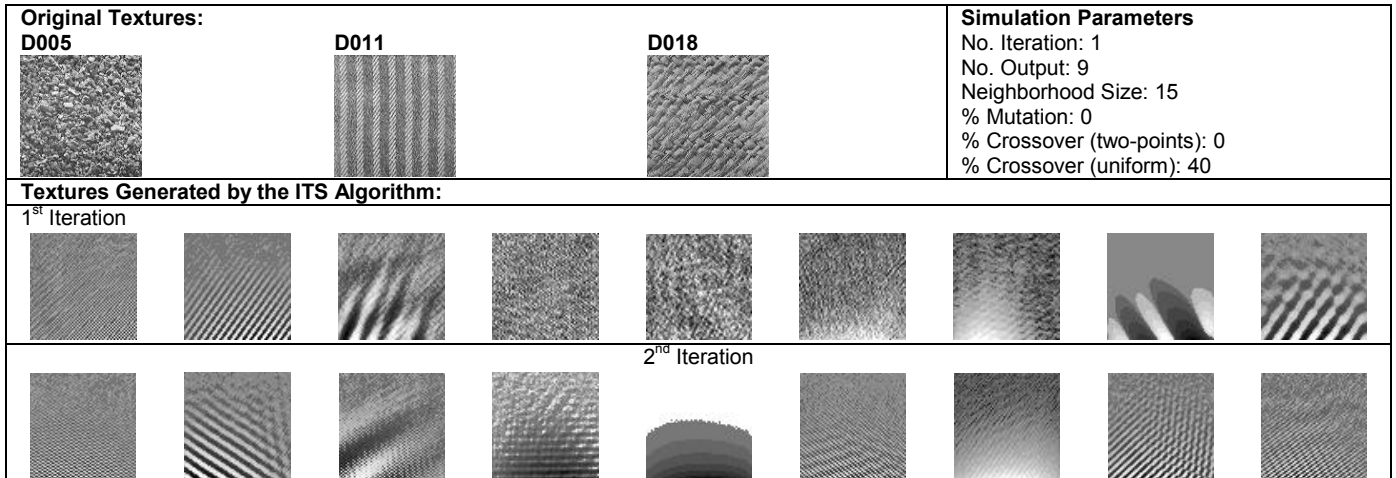 Original Textures:
D005 D011 D018
Simulation Parameters
No. Iteration: 1
No. Output: 9
Neighborhood Size: 15
% Mutation: 0
% Crossover (two-points): 0
% Crossover (uniform): 40
Textures Generated by the ITS Algorithm:
1st Iteration
2nd Iteration